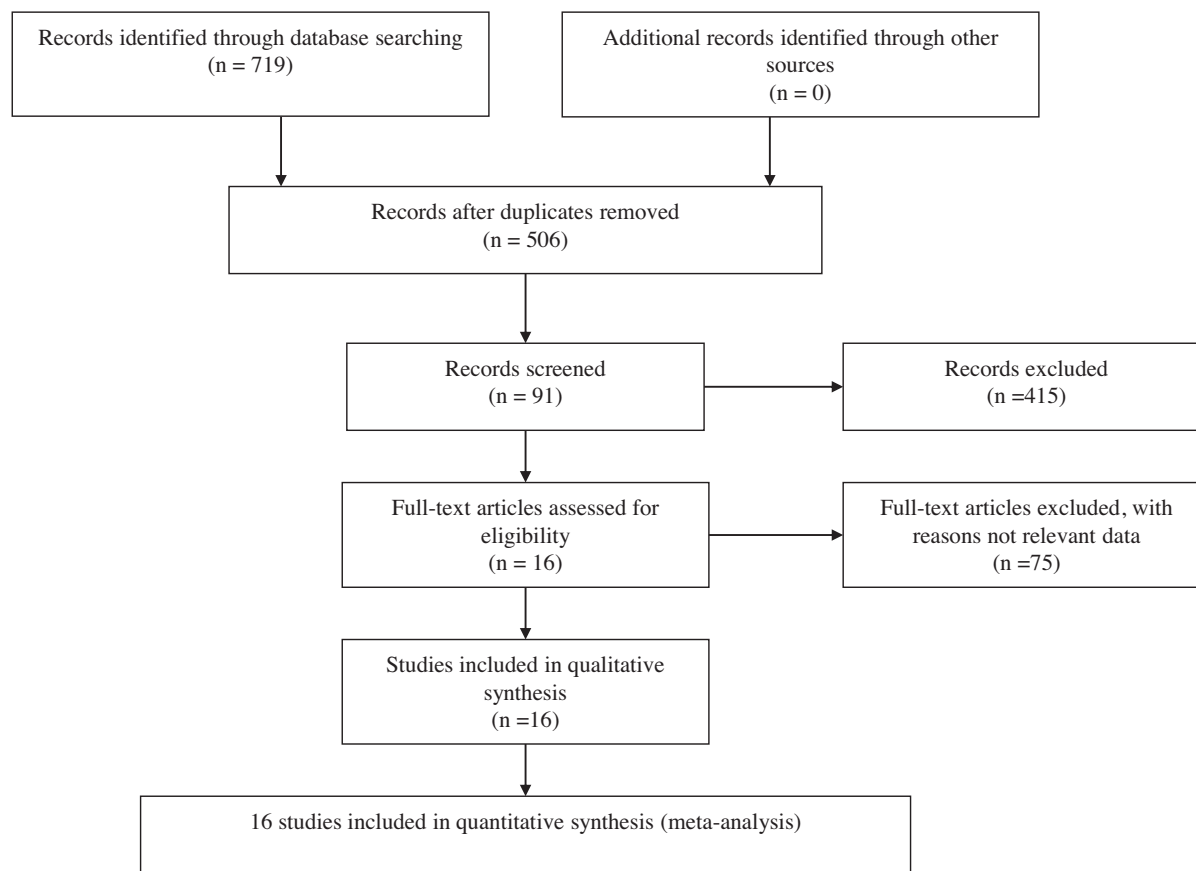 Records identified through database searching
(n = 719)
Additional records identified through other
sources
(n = 0)
Records after duplicates removed
(n = 506)
Records screened
(n = 91)
Records excluded
(n =415)
Full-text articles assessed for
eligibility
(n = 16)
Full-text articles excluded, with
reasons not relevant data
(n =75)
Studies included in qualitative
synthesis
(n =16)
16 studies included in quantitative synthesis (meta-analysis)